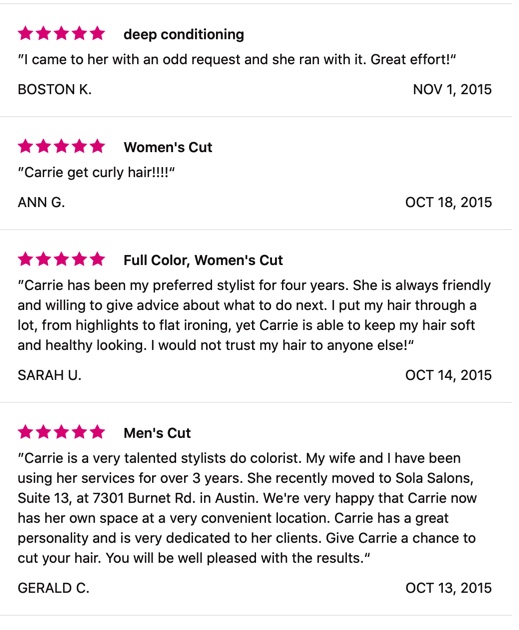 deep conditioning
”I came to her with an odd request and she ran with it. Great effort!“
BOSTON K. NOV 1, 2015
Women's Cut
”Carrie get curly hair!!!!“
ANN G. OCT 18, 2015
Full Color, Women's Cut
”Carrie has been my preferred stylist for four years. She is always friendly
and willing to give advice about what to do next. I put my hair through a
lot, from highlights to flat ironing, yet Carrie is able to keep my hair soft
and healthy looking. I would not trust my hair to anyone else!“
SARAH U. OCT 14, 2015
Men's Cut
”Carrie is a very talented stylists do colorist. My wife and I have been
using her services for over 3 years. She recently moved to Sola Salons,
Suite 13, at 7301 Burnet Rd. in Austin. We're very happy that Carrie now
has her own space at a very convenient location. Carrie has a great
personality and is very dedicated to her clients. Give Carrie a chance to
cut your hair. You will be well pleased with the results.“
GERALD C. OCT 13, 2015